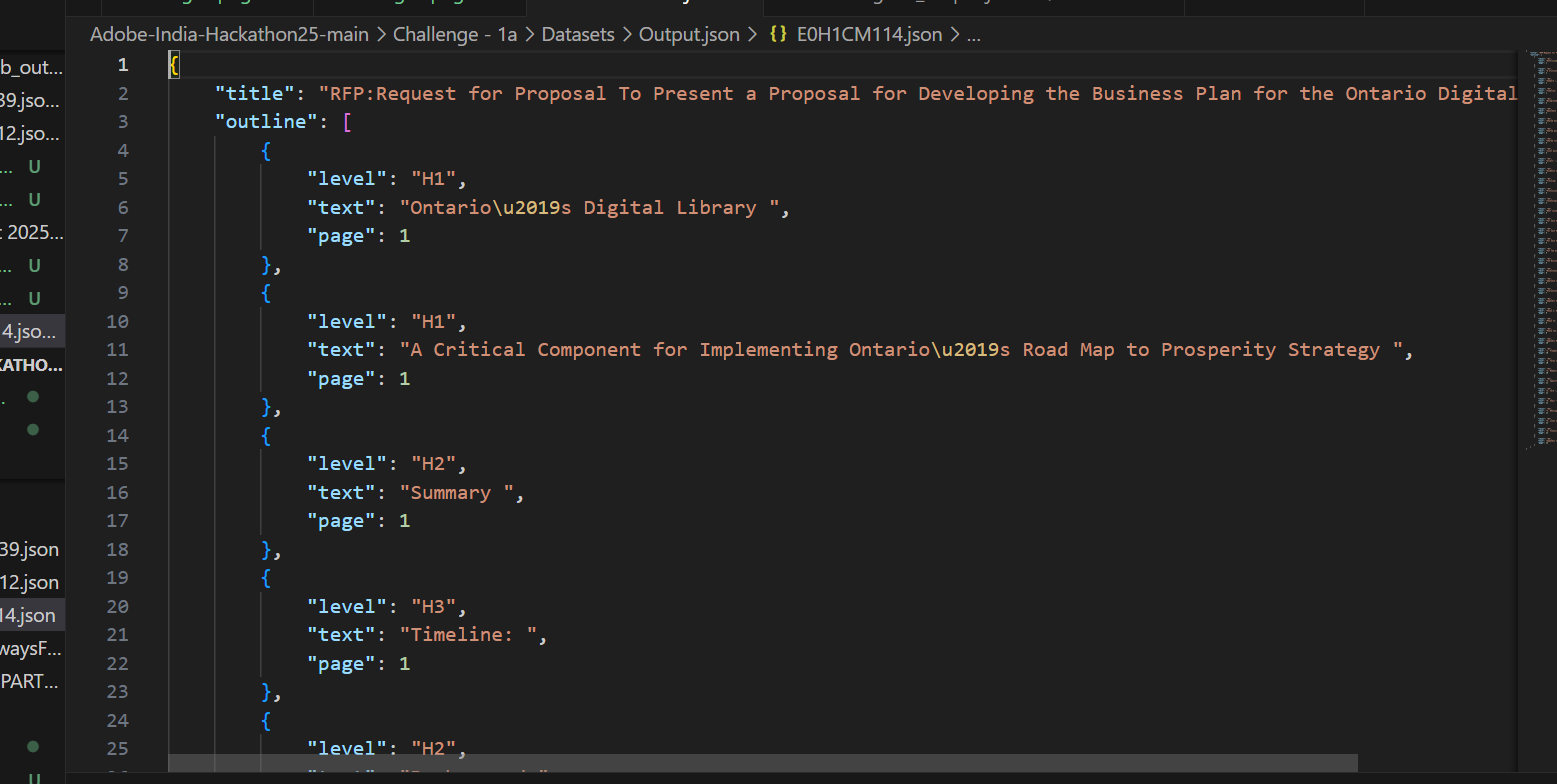 Adobe-India-Hackathon25-main > Challenge - 1a > Datasets > Output.json > {} E0H1CM114.json > ...
b_out...
39.jso...
12.jso...
... U
... U
t 2025...
... U
... U
4.jso...
KATHO...
39.json
12.json
14.json
waysF...
PART...
U
1 {
2 "title": "RFP:Request for Proposal To Present a Proposal for Developing the Business Plan for the Ontario Digital
3 "outline": [
4 {
5 "level": "H1",
6 "text": "Ontario\u2019s Digital Library ",
7 "page": 1
8 },
9 {
10 "level": "H1",
11 "text": "A Critical Component for Implementing Ontario\u2019s Road Map to Prosperity Strategy ",
12 "page": 1
13 },
14 {
15 "level": "H2",
16 "text": "Summary ",
17 "page": 1
18 },
19 {
20 "level": "H3",
21 "text": "Timeline: ",
22 "page": 1
23 },
24 {
25 "level": "H2",